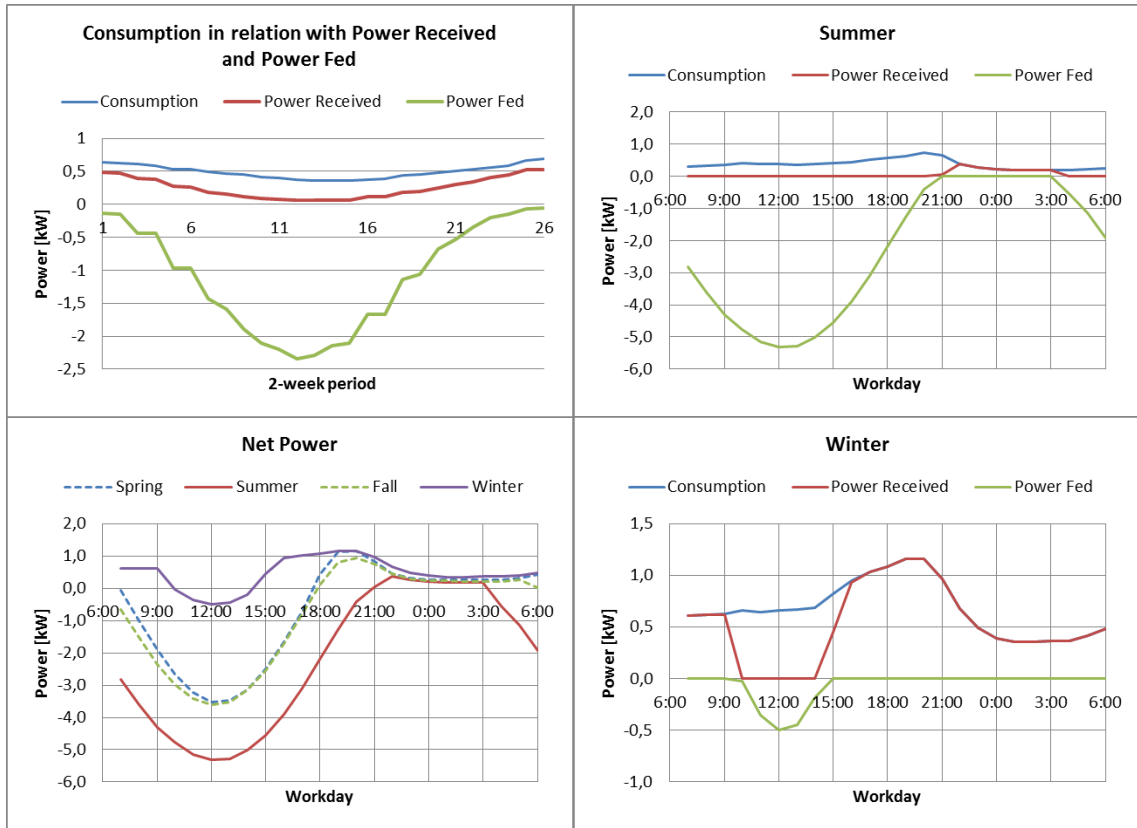 Consumption in relation with Power Received
and Power Fed
Consumption Power Received Power Fed
1
0,5
0
-0,5
-1
-1,5
-2
-2,5
1 6 11 16 21 26
Power [kW]
2-week period
Summer
Consumption Power Received Power Fed
2,0
1,0
0,0
-1,0
-2,0
-3,0
-4,0
-5,0
-6,0
6:00 9:00 12:00 15:00 18:00 21:00 0:00 3:00 6:00
Power [kW]
Workday
Net Power
Spring Summer Fall Winter
2,0
1,0
0,0
-1,0
-2,0
-3,0
-4,0
-5,0
-6,0
6:00 9:00 12:00 15:00 18:00 21:00 0:00 3:00 6:00
Power [kW]
Workday
Winter
Consumption Power Received Power Fed
1,5
1,0
0,5
0,0
-0,5
-1,0
6:00 9:00 12:00 15:00 18:00 21:00 0:00 3:00 6:00
Power [kW]
Workday